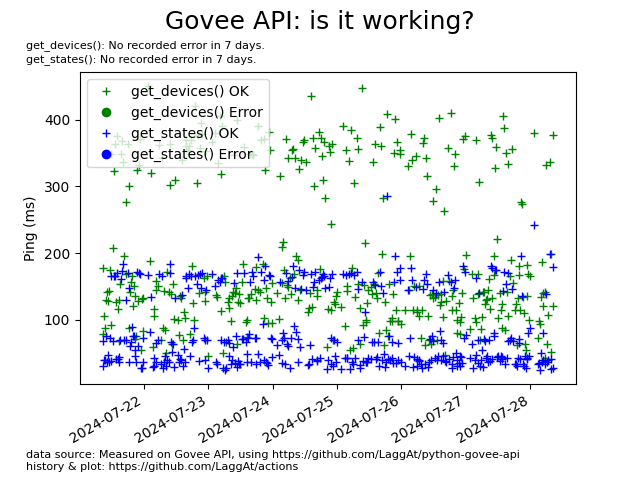 Govee API: is it working?
get_devices(): No recorded error in 7 days.
get_states(): No recorded error in 7 days.
get_devices() OK
get_devices() Error
get_states() OK
get_states() Error
Ping (ms)
400
300
200
100
2024-07-22
2024-07-23
2024-07-24
2024-07-25
2024-07-26
2024-07-27
2024-07-28
data source: Measured on Govee API, using https://github.com/LaggAt/python-govee-api
history & plot: https://github.com/LaggAt/actions